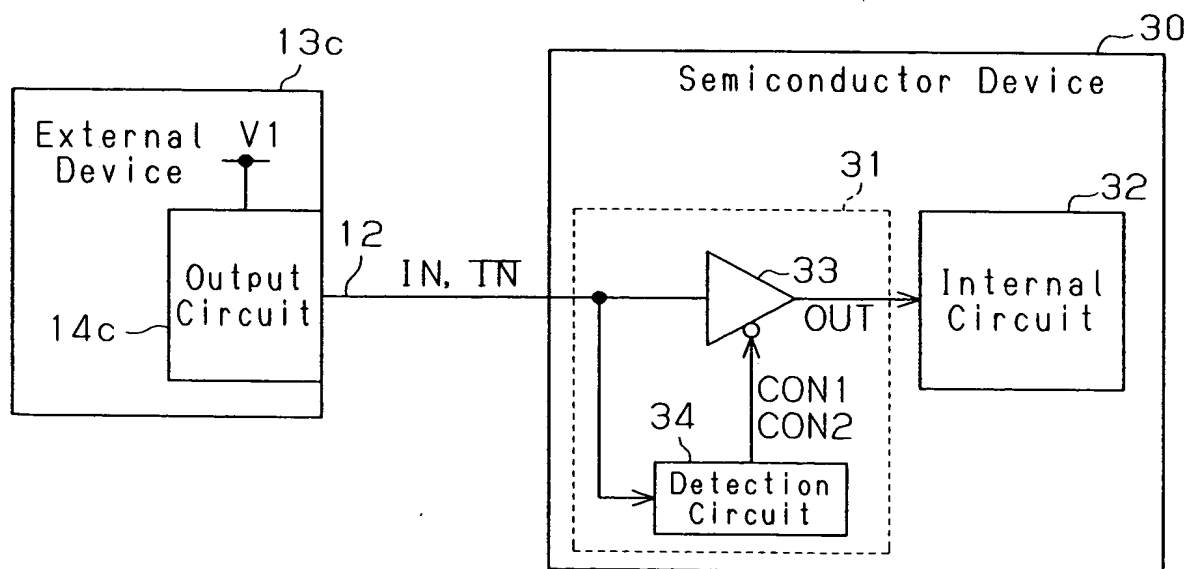 13c
External V1
Device
Output
Circuit
14c
12
IN, I̅N̅
30
Semiconductor Device
31
33
OUT
CON1
CON2
34
Detection
Circuit
32
Internal
Circuit